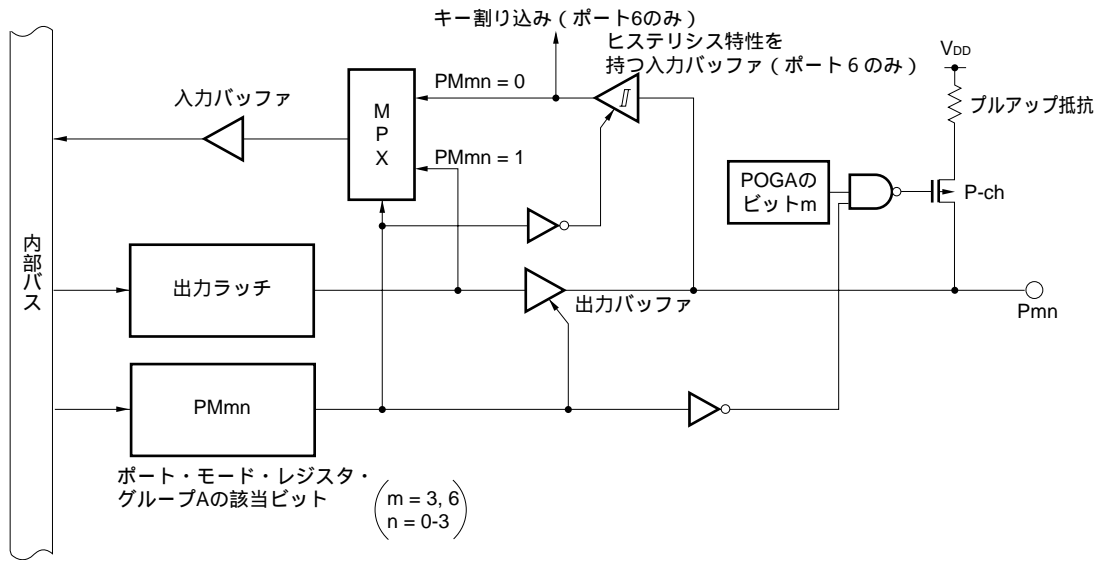 キー割り込み（ポート6のみ）
ヒステリシス特性を
持つ入力バッファ（ポート６のみ）
VDD
プルアップ抵抗
入力バッファ
M
P
X
PMmn = 0
PMmn = 1
POGAの
ビットm
P-ch
内部バス
出力ラッチ
出力バッファ
Pmn
PMmn
ポート・モード・レジスタ・
グループAの該当ビット
m = 3, 6
n = 0-3